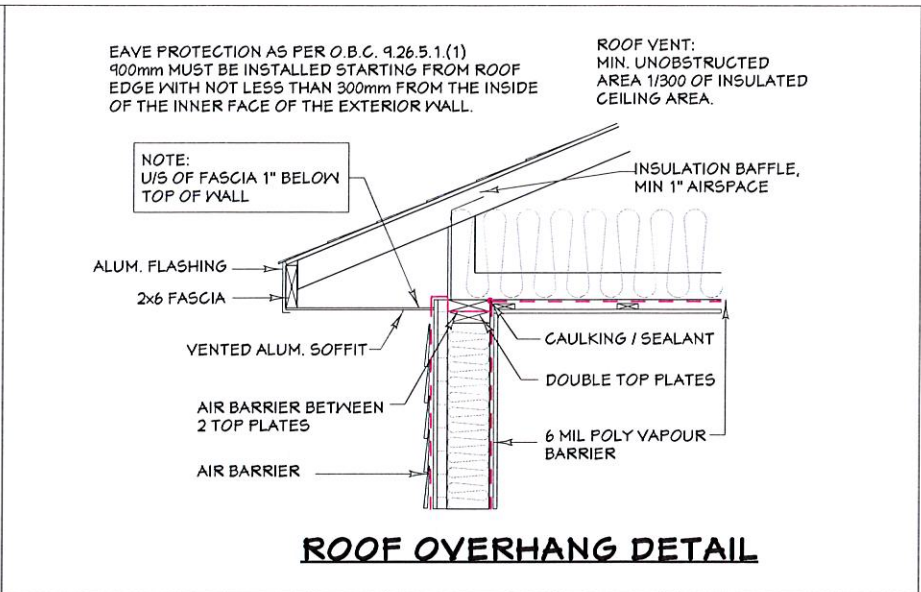 EAVE PROTECTION AS PER O.B.C. 9.26.5.1.(1)
900mm MUST BE INSTALLED STARTING FROM ROOF
EDGE WITH NOT LESS THAN 300mm FROM THE INSIDE
OF THE INNER FACE OF THE EXTERIOR WALL.
ROOF VENT:
MIN. UNOBSTRUCTED
AREA 1/300 OF INSULATED
CEILING AREA.
NOTE:
U/S OF FASCIA 1" BELOW
TOP OF WALL
INSULATION BAFFLE,
MIN 1" AIRSPACE
ALUM. FLASHING
2x6 FASCIA
VENTED ALUM. SOFFIT
CAULKING / SEALANT
DOUBLE TOP PLATES
AIR BARRIER BETWEEN
2 TOP PLATES
6 MIL POLY VAPOUR
BARRIER
AIR BARRIER
ROOF OVERHANG DETAIL